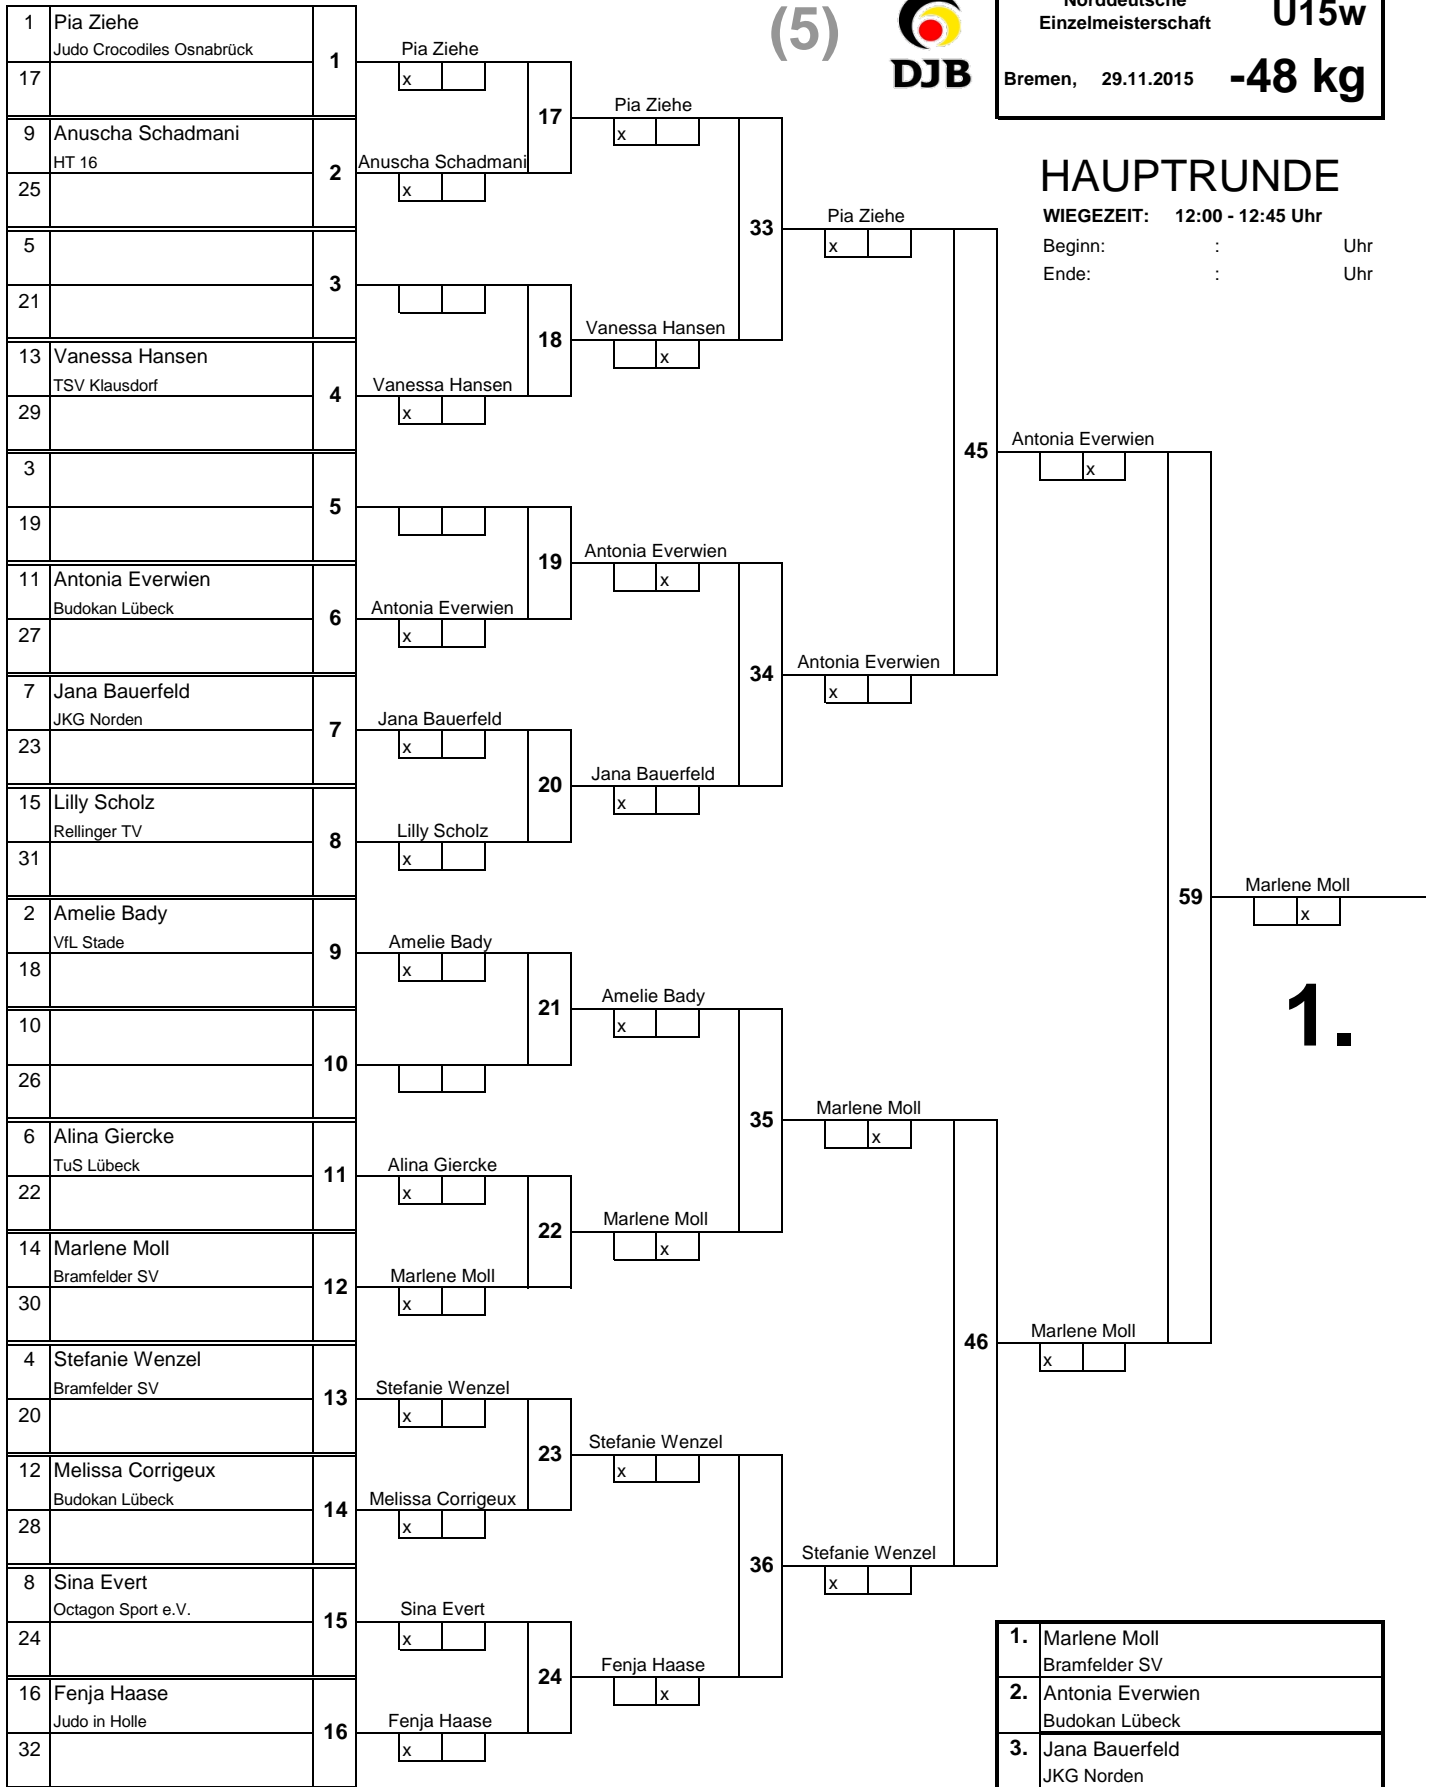 (5)
DJB
Norddeutsche
Einzelmeisterschaft
U15w
Bremen, 29.11.2015 -48 kg
HAUPTRUNDE
WIEGEZEIT: 12:00 - 12:45 Uhr
Beginn: : Uhr
Ende: : Uhr
1 Pia Ziehe
Judo Crocodiles Osnabrück
17
1
9 Anuscha Schadmani
HT 16
25
2
5
21
3
13 Vanessa Hansen
TSV Klausdorf
29
4
3
19
5
11 Antonia Everwien
Budokan Lübeck
27
6
7 Jana Bauerfeld
JKG Norden
23
7
15 Lilly Scholz
Rellinger TV
31
8
2 Amelie Bady
VfL Stade
18
9
10
26
10
6 Alina Giercke
TuS Lübeck
22
11
14 Marlene Moll
Bramfelder SV
30
12
4 Stefanie Wenzel
Bramfelder SV
20
13
12 Melissa Corrigeux
Budokan Lübeck
28
14
8 Sina Evert
Octagon Sport e.V.
24
15
16 Fenja Haase
Judo in Holle
32
16
Pia Ziehe
x
17
Anuscha Schadmani
x
18
Vanessa Hansen
x
19
Antonia Everwien
x
Jana Bauerfeld
x
20
Lilly Scholz
x
Amelie Bady
x
21
Alina Giercke
x
22
Marlene Moll
x
Stefanie Wenzel
x
23
Melissa Corrigeux
x
Sina Evert
x
24
Fenja Haase
x
Pia Ziehe
x
33
Vanessa Hansen
x
Antonia Everwien
x
34
Jana Bauerfeld
x
Amelie Bady
x
35
Marlene Moll
x
Stefanie Wenzel
x
36
Fenja Haase
x
Pia Ziehe
x
45
Antonia Everwien
x
Marlene Moll
x
46
Stefanie Wenzel
x
Antonia Everwien
x
59
Marlene Moll
x
Marlene Moll
x
1.
1. Marlene Moll
Bramfelder SV
2. Antonia Everwien
Budokan Lübeck
3. Jana Bauerfeld
JKG Norden